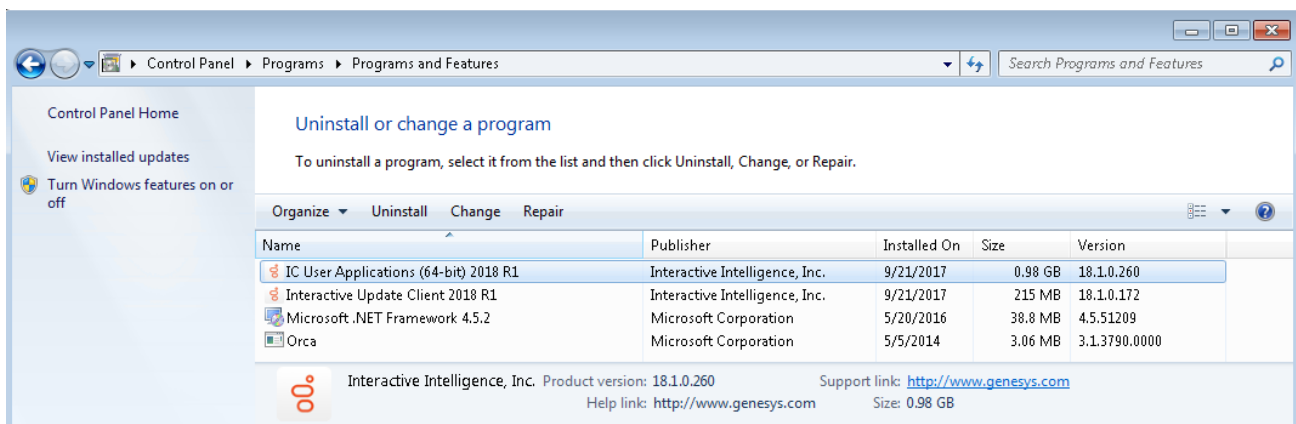 Control Panel Programs Programs and Features Search Programs and Features
Control Panel Home
View installed updates
Turn Windows features on or
off
Uninstall or change a program
To uninstall a program, select it from the list and then click Uninstall, Change, or Repair.
Organize Uninstall Change Repair
Name Publisher Installed On Size Version
IC User Applications (64-bit) 2018 R1 Interactive Intelligence, Inc. 9/21/2017 0.98 GB 18.1.0.260
Interactive Update Client 2018 R1 Interactive Intelligence, Inc. 9/21/2017 215 MB 18.1.0.172
Microsoft .NET Framework 4.5.2 Microsoft Corporation 5/20/2016 38.8 MB 4.5.51209
Orca Microsoft Corporation 5/5/2014 3.06 MB 3.1.3790.0000
Interactive Intelligence, Inc. Product version: 18.1.0.260 Support link: http://www.genesys.com
Help link: http://www.genesys.com Size: 0.98 GB